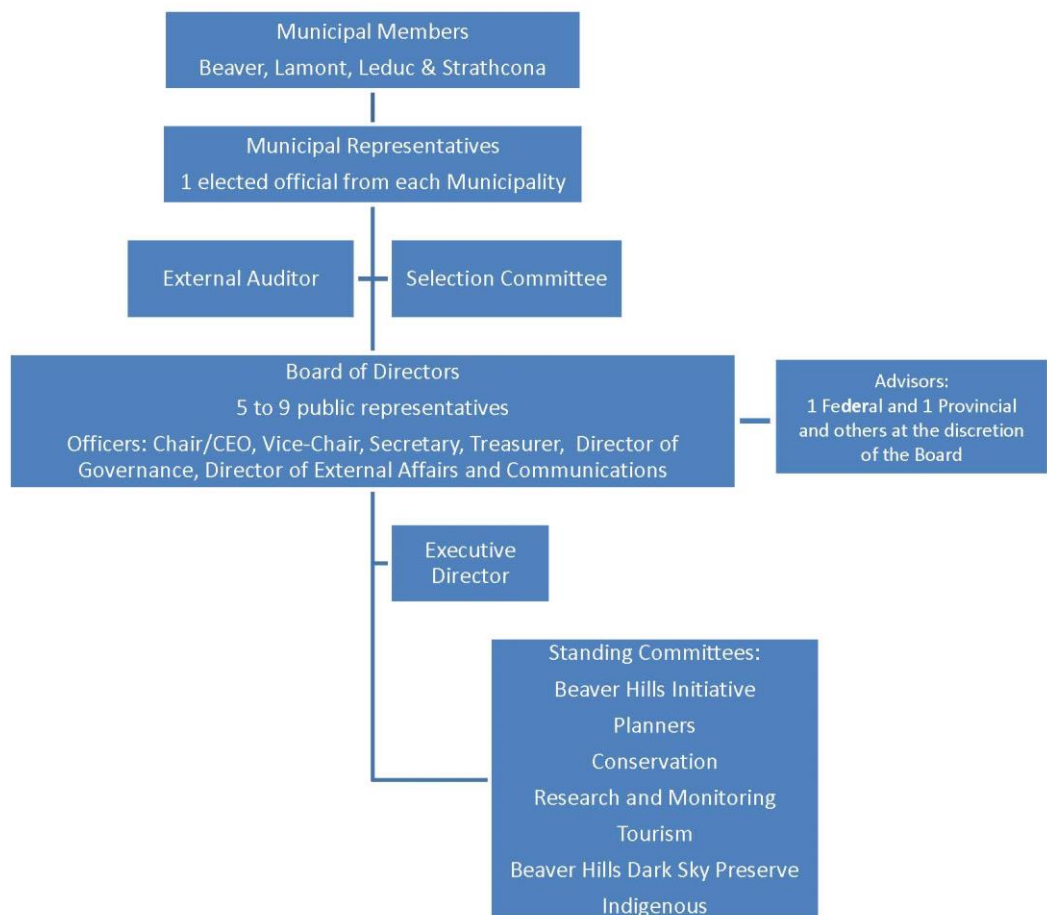 Municipal Members
Beaver, Lamont, Leduc & Strathcona
Municipal Representatives
1 elected official from each Municipality
External Auditor
Selection Committee
Board of Directors
5 to 9 public representatives
Officers: Chair/CEO, Vice-Chair, Secretary, Treasurer, Director of
Governance, Director of External Affairs and Communications
Advisors:
1 Federal and 1 Provincial
and others at the discretion
of the Board
Executive
Director
Standing Committees:
Beaver Hills Initiative
Planners
Conservation
Research and Monitoring
Tourism
Beaver Hills Dark Sky Preserve
Indigenous